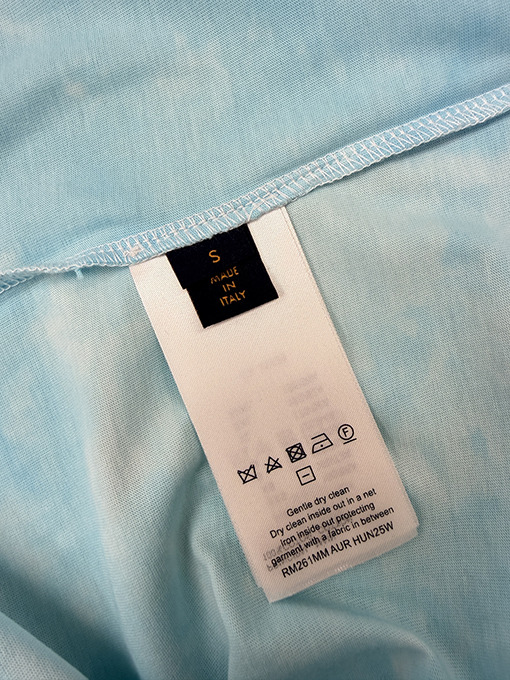 S
MADE
IN
ITALY
F
Gentle dry clean
Dry clean inside out in a net
Iron inside out protecting
garment with a fabric in between
RM261MM AUR HUN25W